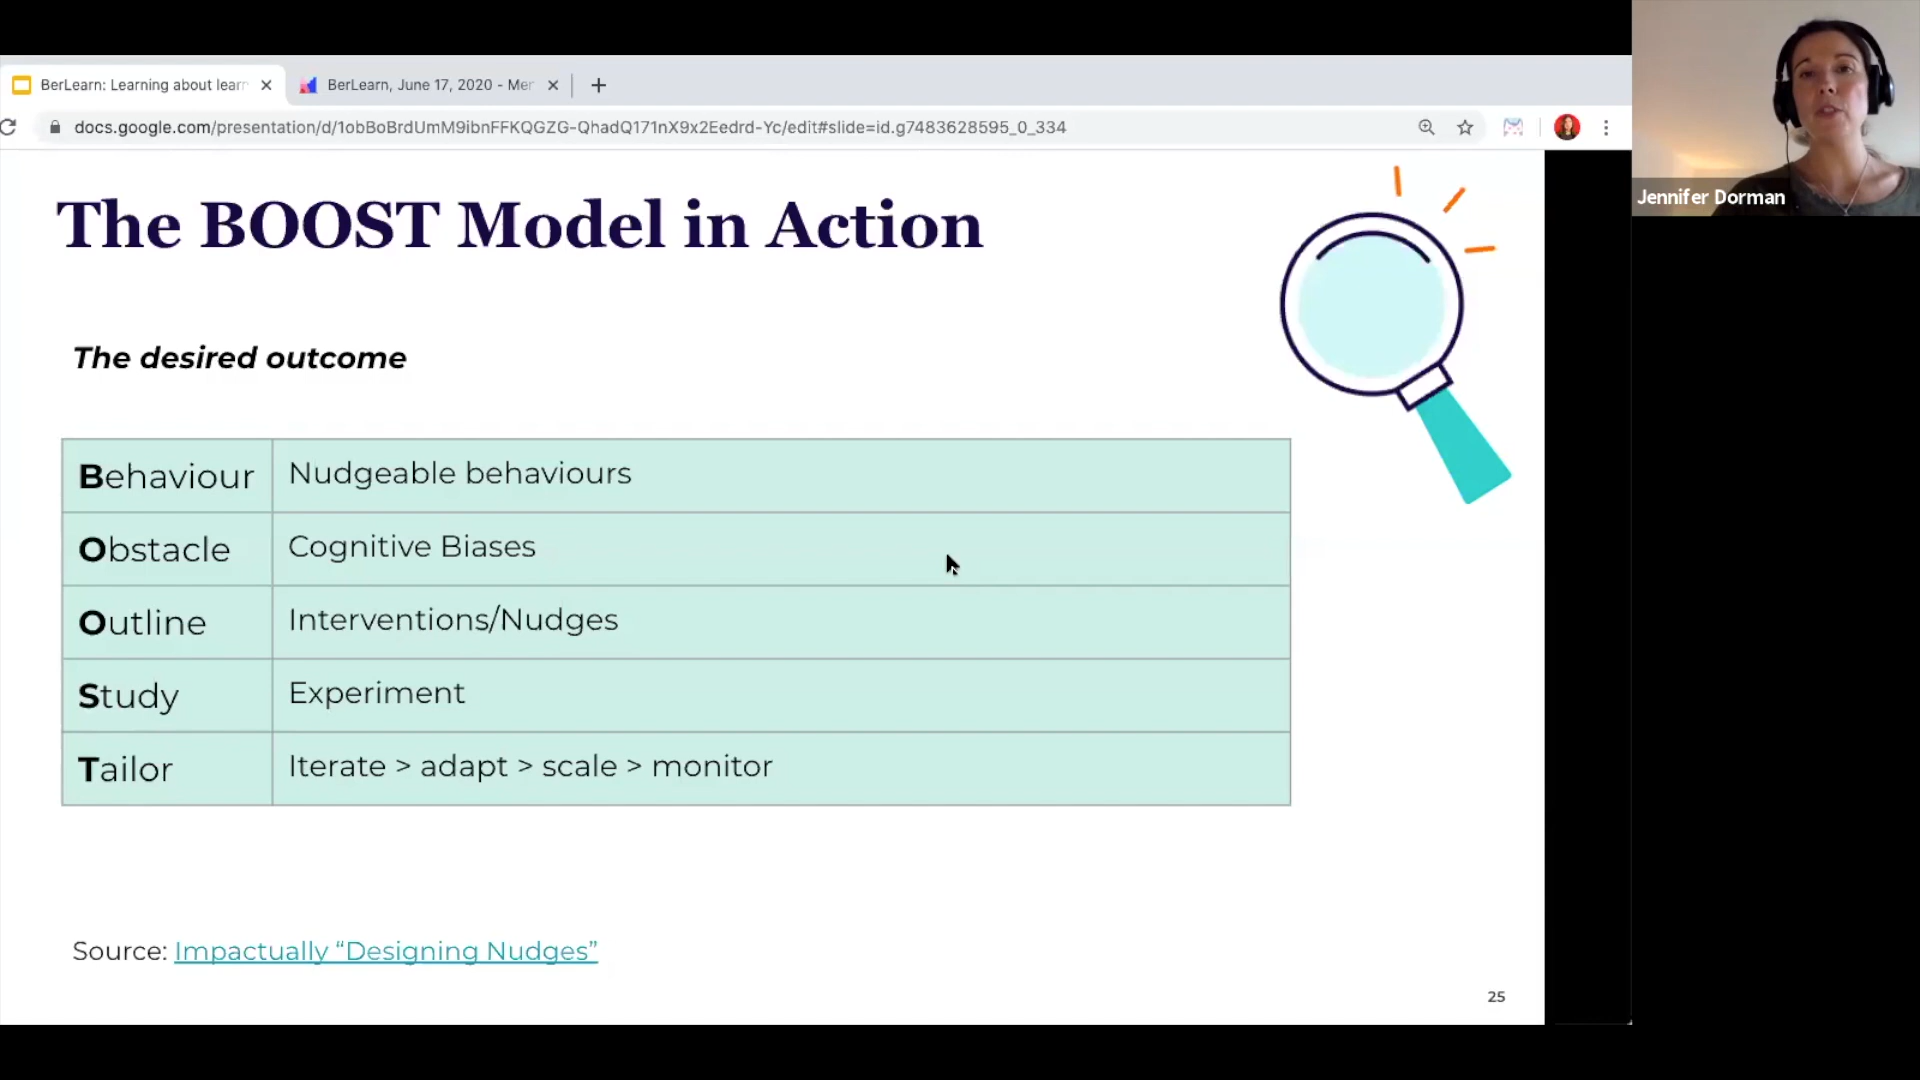 BerLearn: Learning about learn
BerLearn, June 17, 2020 - Mer
docs.google.com/presentation/d/1obBoBrdUmM9ibnFFKQGZG-QhadQ171nX9x2Eedrd-Yc/edit#slide=id.g7483628595_0_334
Jennifer Dorman
The BOOST Model in Action
The desired outcome
Behaviour Nudgeable behaviours
Obstacle Cognitive Biases
Outline Interventions/Nudges
Study Experiment
Tailor Iterate > adapt > scale > monitor
Source: Impactually “Designing Nudges”
25